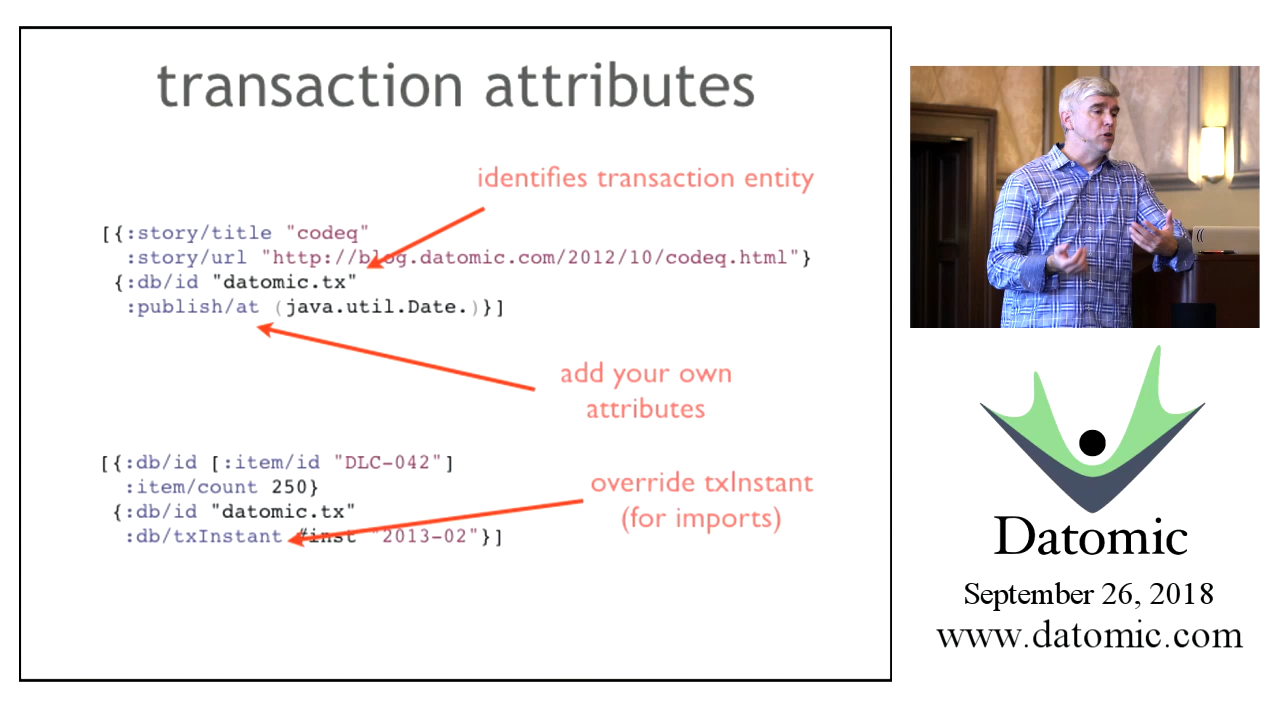 transaction attributes
identifies transaction entity
[{:story/title "codeq"
:story/url "http://blog.datomic.com/2012/10/codeq.html"}
{:db/id "datomic.tx"
:publish/at (java.util.Date.)}]
add your own
attributes
[{:db/id [:item/id "DLC-042"]
:item/count 250}
override txInstant
(for imports)
{:db/id "datomic.tx"
:db/txInstant #inst "2013-02"}]
Datomic
September 26, 2018
www.datomic.com